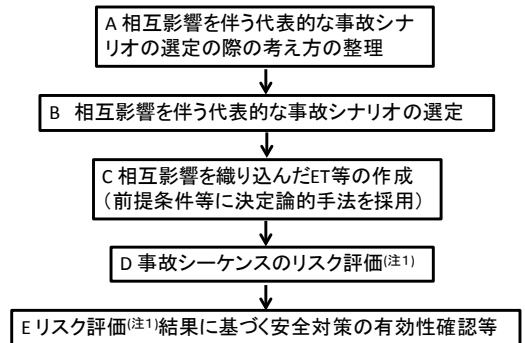 A 相互影響を伴う代表的な事故シナ
リオの選定の際の考え方の整理
B 相互影響を伴う代表的な事故シナリオの選定
C 相互影響を織り込んだET等の作成
（前提条件等に決定論的手法を採用）
D 事故シーケンスのリスク評価(注1)
E リスク評価(注1)結果に基づく安全対策の有効性確認等